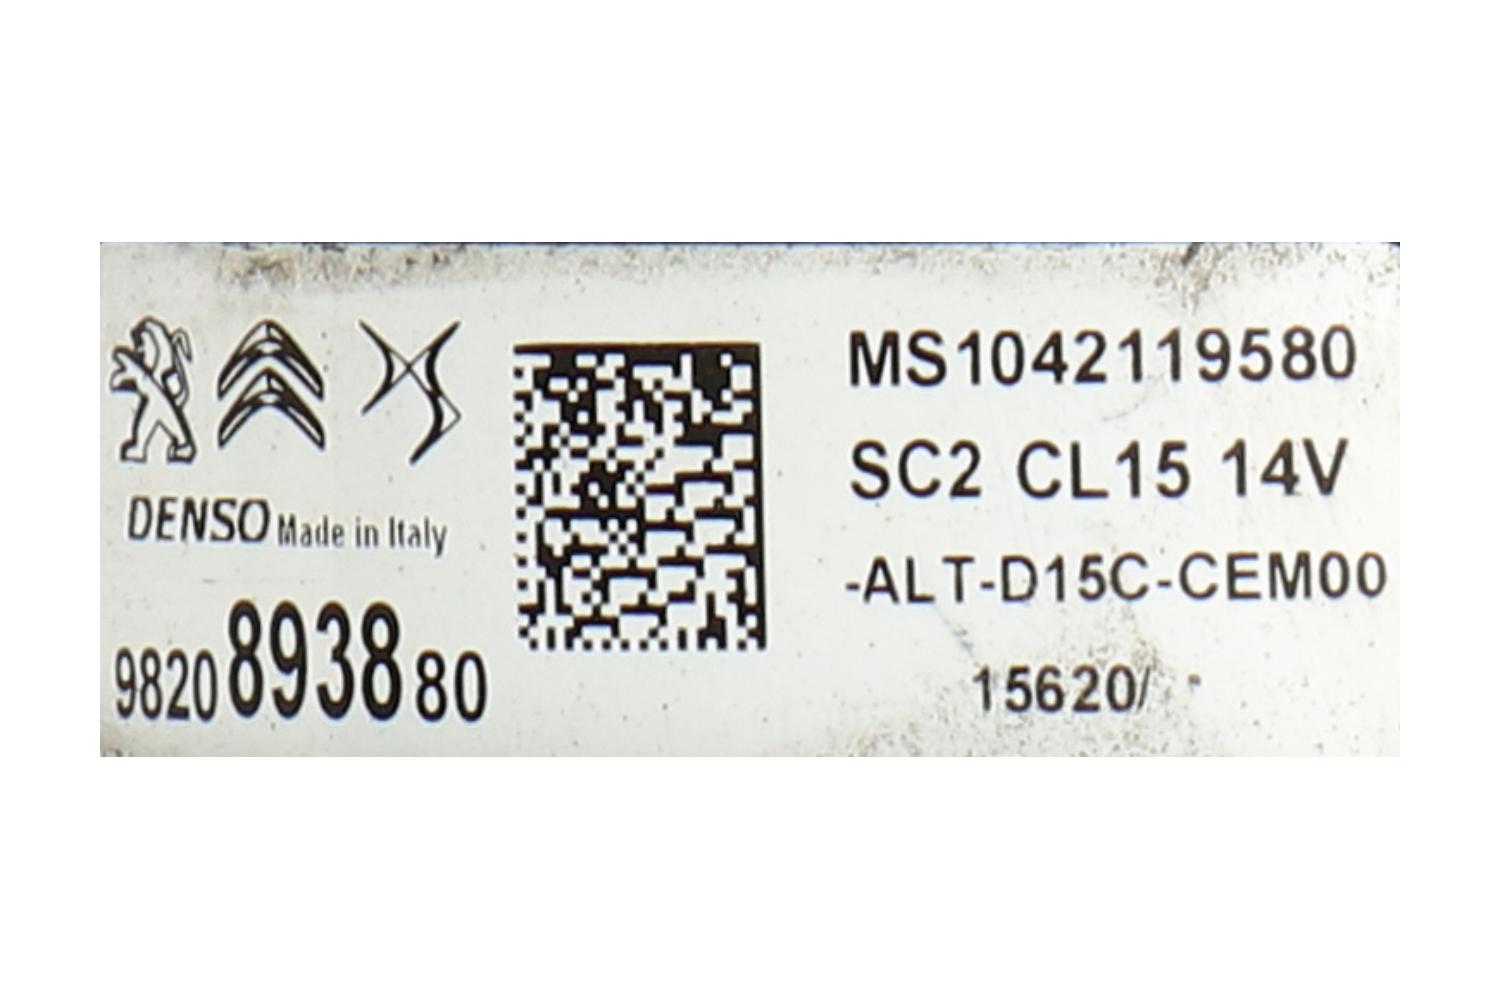 DENSO Made in Italy
9820893880
MS1042119580
SC2 CL15 14V
-ALT-D15C-CEM00
15620/